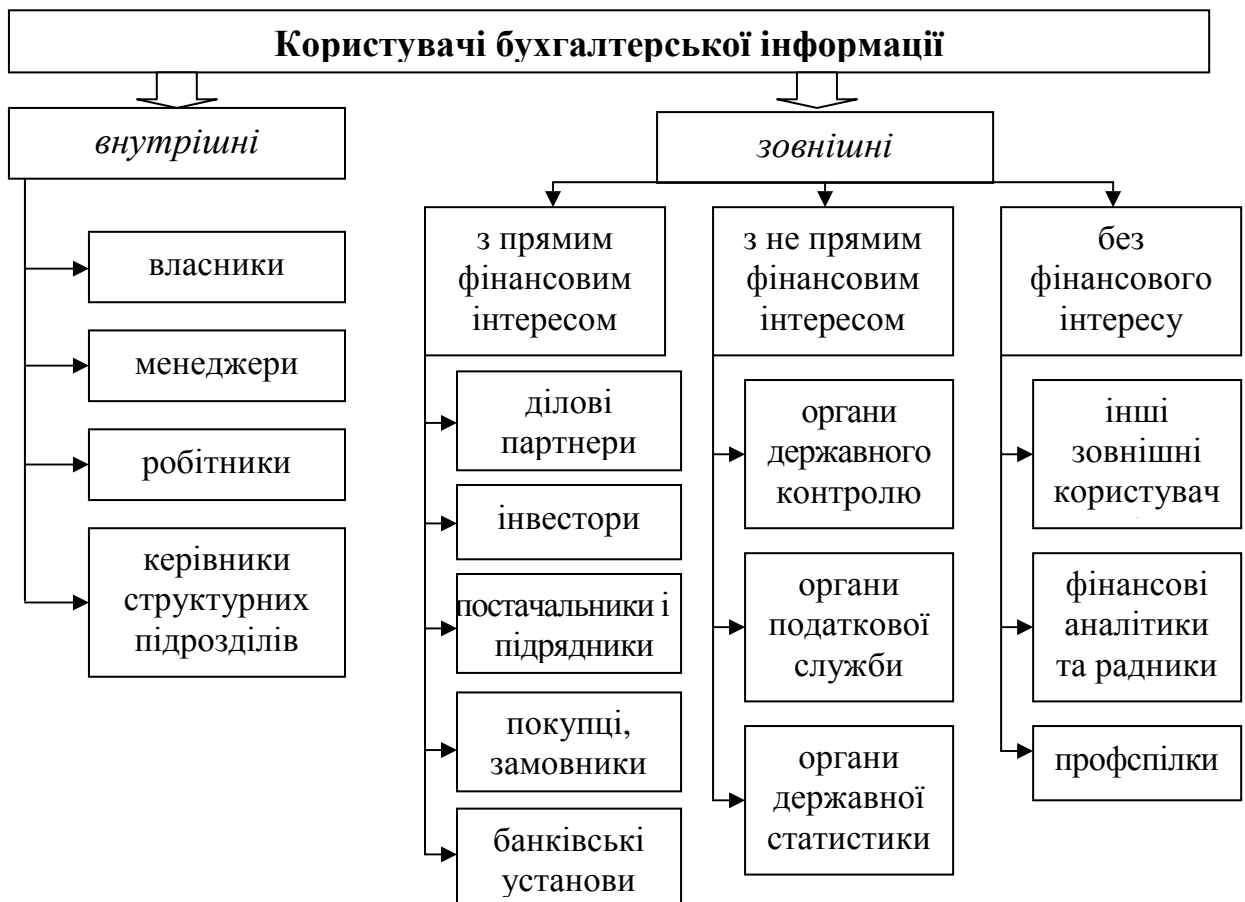 Користувачі бухгалтерської інформації
внутрішні
зовнішні
власники
менеджери
робітники
керівники
структурних
підрозділів
з прямим
фінансовим
інтересом
ділові
партнери
інвестори
постачальники і
підрядники
покупці,
замовники
банківські
установи
з не прямим
фінансовим
інтересом
органи
державного
контролю
органи
податкової
служби
органи
державної
статистики
без
фінансового
інтересу
інші
зовнішні
користувач
фінансові
аналітики
та радники
профспілки